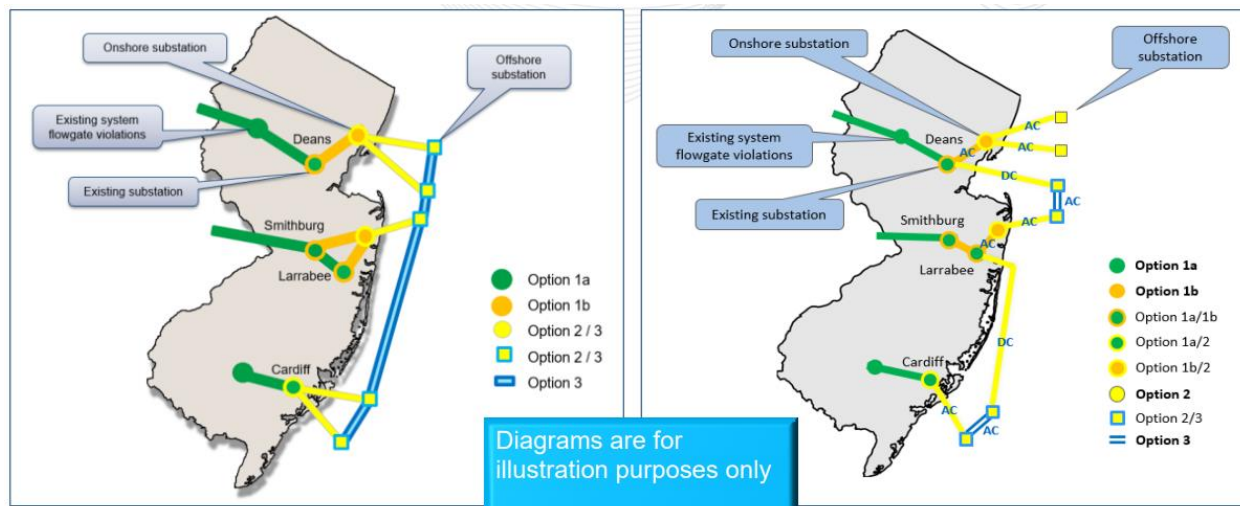 Onshore substation
Offshore
substation
Existing system
flowgate violations
Deans
Existing substation
Smithburg
Larrabee
Cardiff
Option 1a
Option 1b
Option 2 / 3
Option 2 / 3
Option 3
Diagrams are for
illustration purposes only
Onshore substation
Offshore
substation
Existing system
flowgate violations
Deans
AC
AC
AC
DC
Existing substation
AC
Smithburg
AC
AC
Larrabee
DC
Cardiff
AC
AC
Option 1a
Option 1b
Option 1a/1b
Option 1a/2
Option 1b/2
Option 2
Option 2/3
Option 3